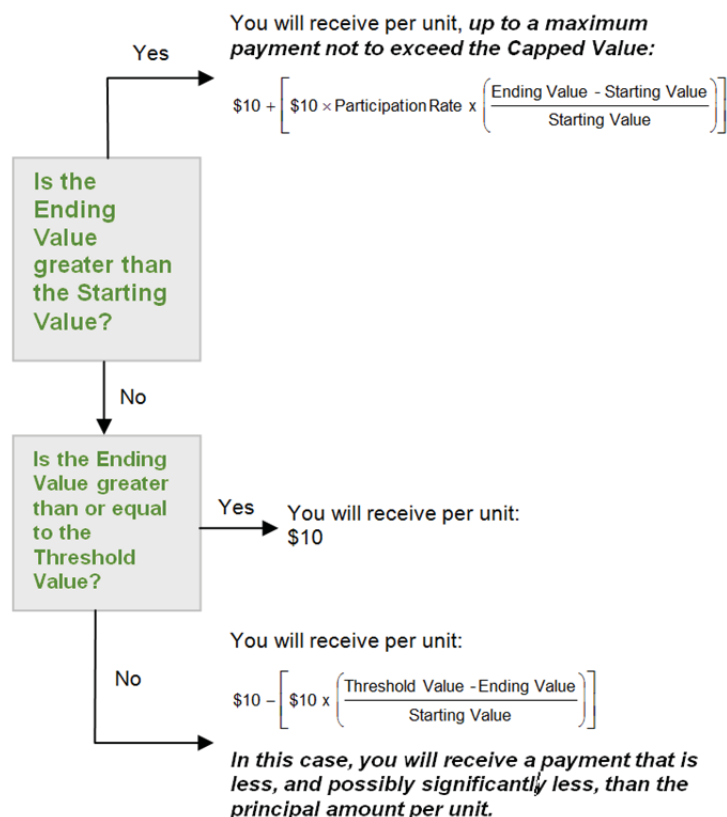 You will receive per unit, up to a maximum
payment not to exceed the Capped Value:
Yes
$10 + [ $10 × Participation Rate x ( Ending Value - Starting Value / Starting Value ) ]
Is the
Ending
Value
greater than
the Starting
Value?
No
Is the Ending
Value greater
than or equal
to the
Threshold
Value?
Yes
You will receive per unit:
$10
No
You will receive per unit:
$10 – [ $10 x ( Threshold Value - Ending Value / Starting Value ) ]
In this case, you will receive a payment that is
less, and possibly significantly less, than the
principal amount per unit.